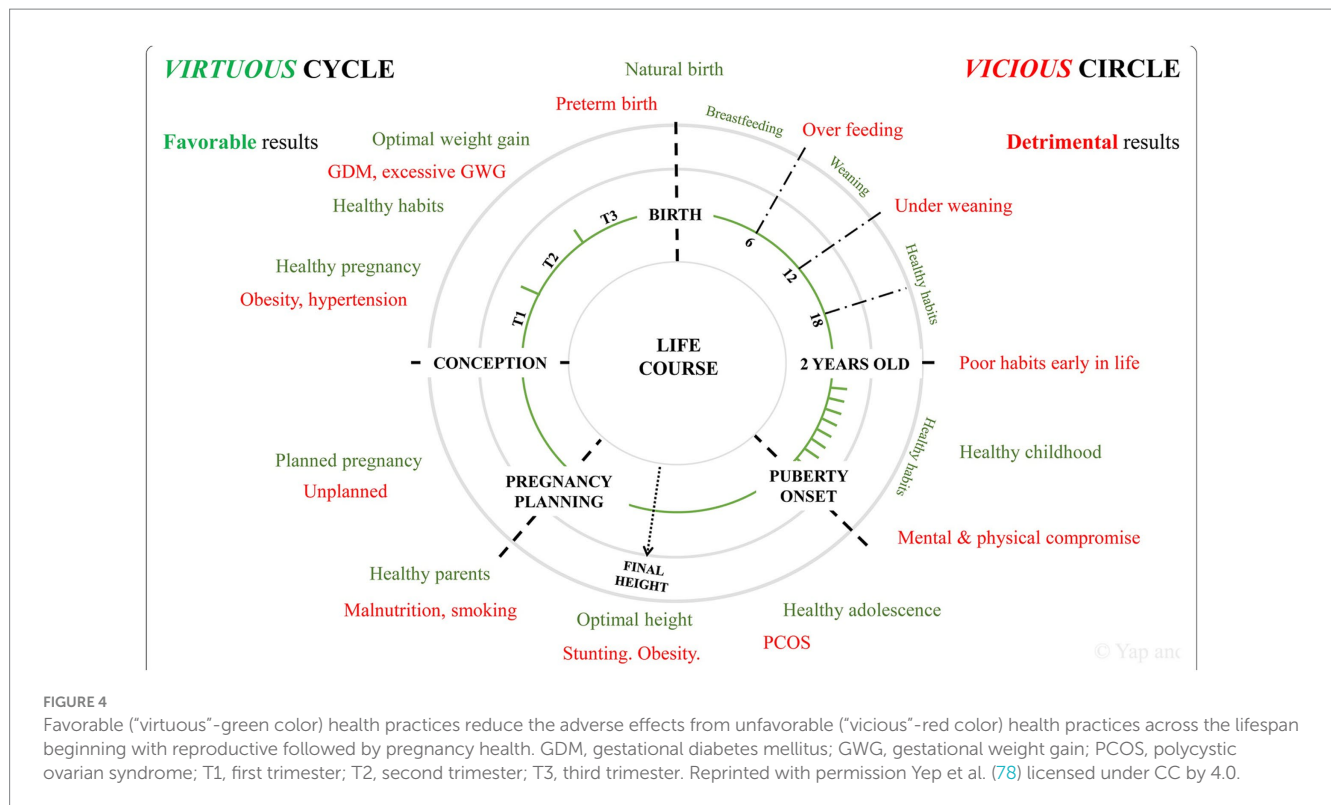 VIRTUOUS CYCLE
VICIOUS CIRCLE
Favorable results
Detrimental results
Natural birth
Preterm birth
Breastfeeding
Over feeding
Weaning
Under weaning
Healthy habits
Optimal weight gain
GDM, excessive GWG
Healthy habits
Healthy pregnancy
Obesity, hypertension
T3
T2
T1
BIRTH
6
12
18
CONCEPTION
LIFE
COURSE
2 YEARS OLD
Poor habits early in life
Healthy habits
Healthy childhood
Planned pregnancy
Unplanned
PREGNANCY
PLANNING
PUBERTY
ONSET
Mental & physical compromise
FINAL
HEIGHT
Healthy parents
Malnutrition, smoking
Optimal height
Stunting. Obesity.
Healthy adolescence
PCOS
© Yap and
FIGURE 4
Favorable ("virtuous"-green color) health practices reduce the adverse effects from unfavorable ("vicious"-red color) health practices across the lifespan
beginning with reproductive followed by pregnancy health. GDM, gestational diabetes mellitus; GWG, gestational weight gain; PCOS, polycystic
ovarian syndrome; T1, first trimester; T2, second trimester; T3, third trimester. Reprinted with permission Yep et al. (78) licensed under CC by 4.0.